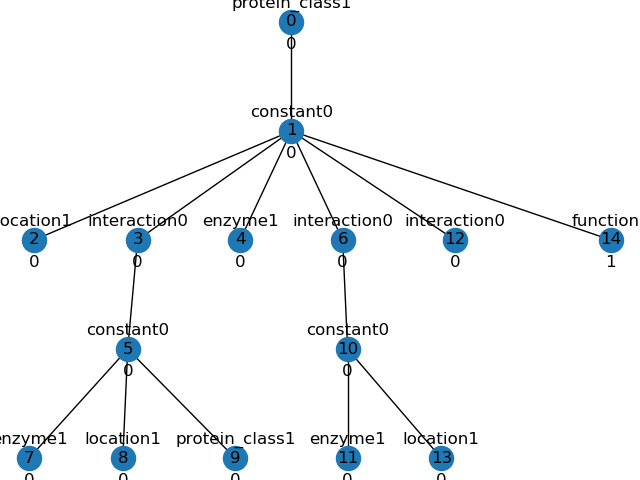 protein_class1
0
0
constant0
1
0
ocation1 interaction0 enzyme1 interaction0 interaction0 function
2 3 4 6 12 14
0 0 0 0 0 1
constant0 constant0
5 10
0 0
enzyme1 location1 protein_class1 enzyme1 location1
7 8 9 11 13
0 0 0 0 0